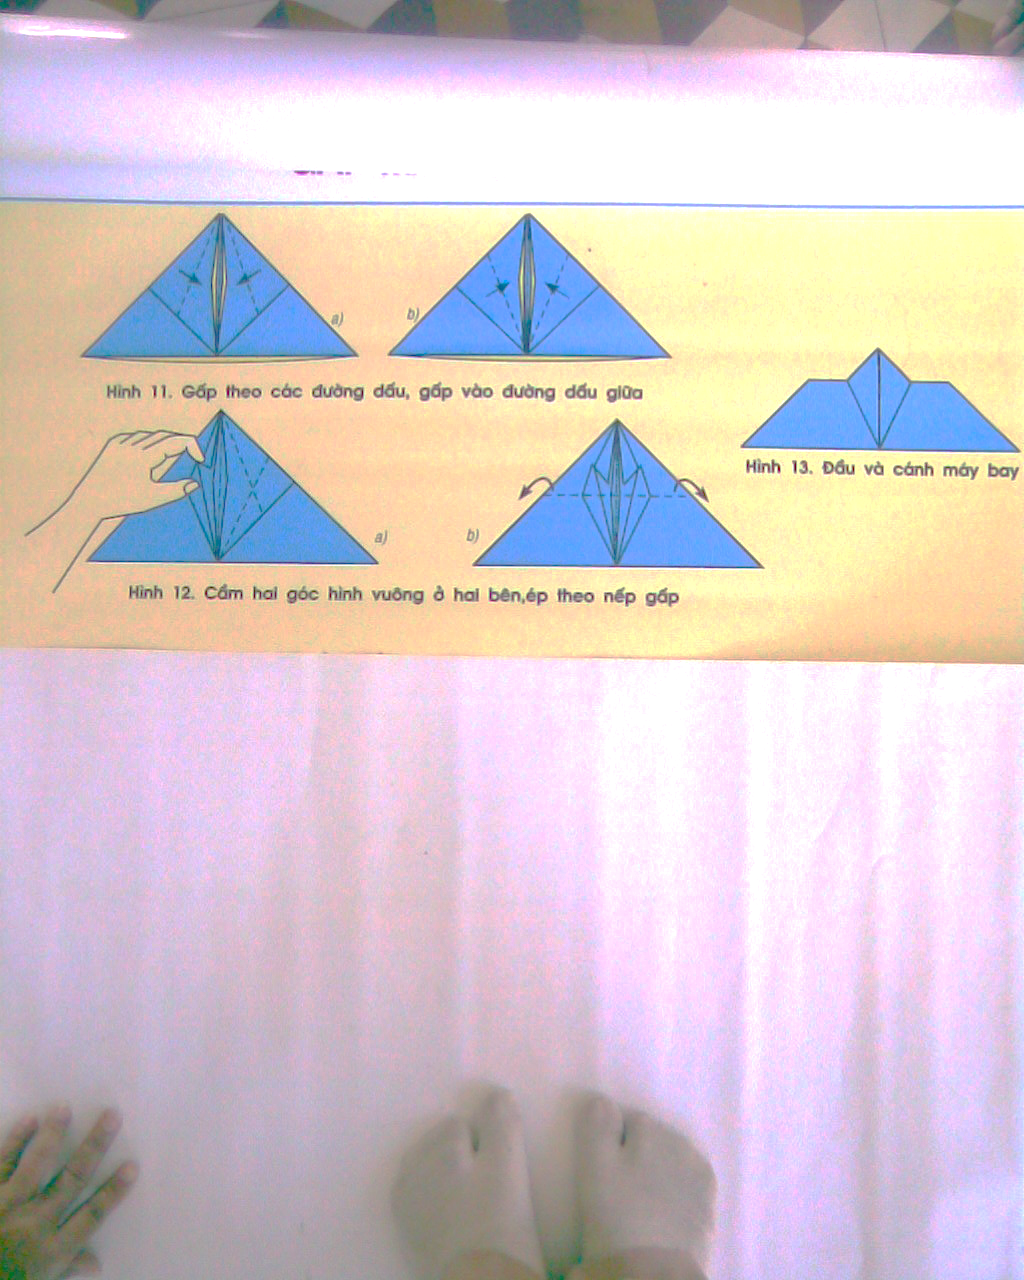 a)
b)
Hình 11. Gấp theo các đường dấu, gấp vào đường dấu giữa
Hình 13. Đầu và cánh máy bay
a)
b)
Hình 12. Cầm hai góc hình vuông ở hai bên,ép theo nếp gấp